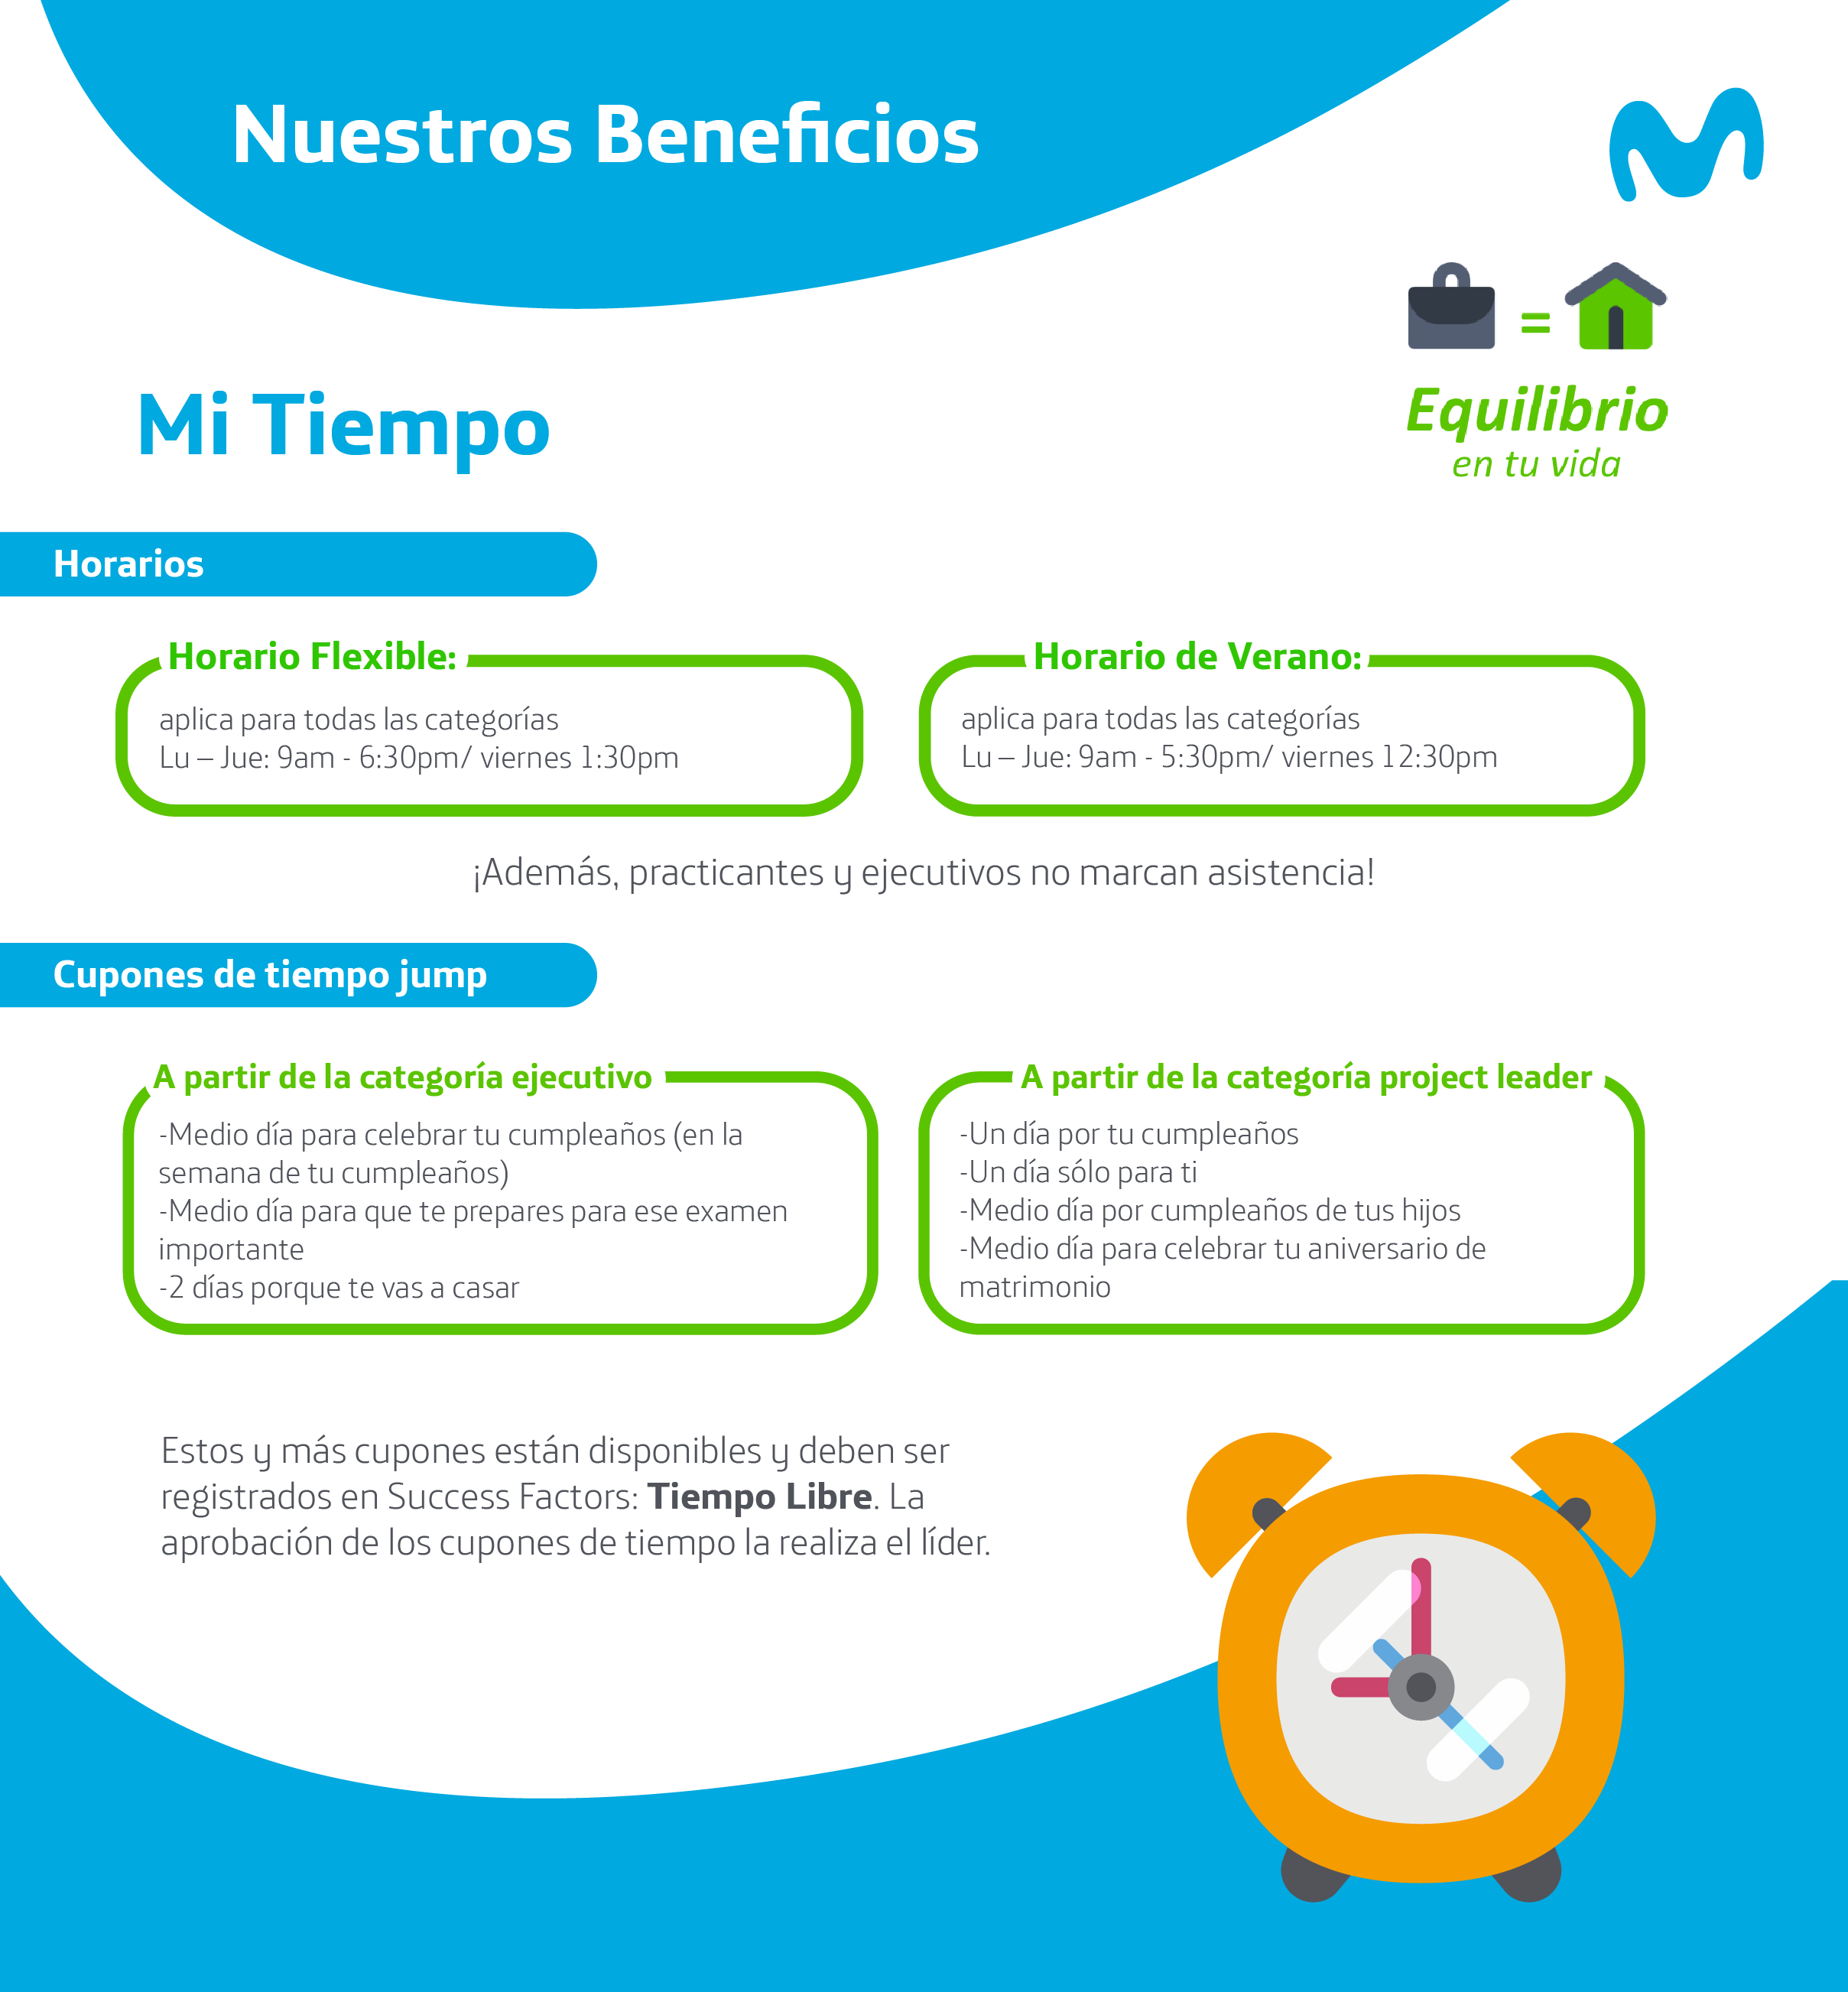 Nuestros Beneficios
=
Equilibrio
en tu vida
Mi Tiempo
Horarios
Horario Flexible:
aplica para todas las categorías
Lu – Jue: 9am - 6:30pm/ viernes 1:30pm
Horario de Verano:
aplica para todas las categorías
Lu – Jue: 9am - 5:30pm/ viernes 12:30pm
¡Además, practicantes y ejecutivos no marcan asistencia!
Cupones de tiempo jump
A partir de la categoría ejecutivo
-Medio día para celebrar tu cumpleaños (en la
semana de tu cumpleaños)
-Medio día para que te prepares para ese examen
importante
-2 días porque te vas a casar
A partir de la categoría project leader
-Un día por tu cumpleaños
-Un día sólo para ti
-Medio día por cumpleaños de tus hijos
-Medio día para celebrar tu aniversario de
matrimonio
Estos y más cupones están disponibles y deben ser
registrados en Success Factors: Tiempo Libre. La
aprobación de los cupones de tiempo la realiza el líder.